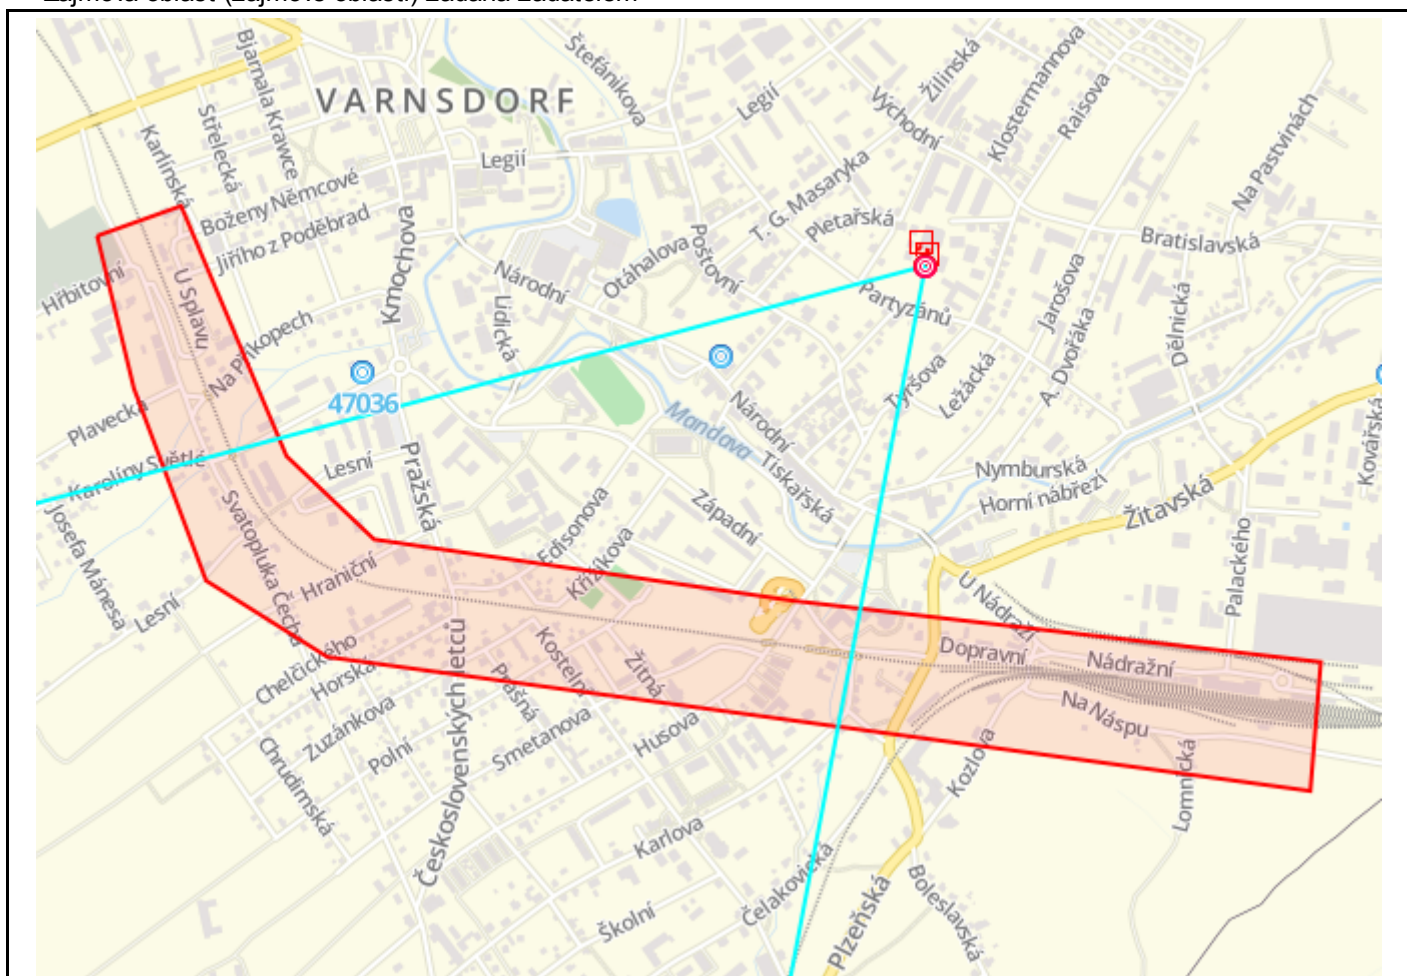 VARNSDORF
Bjarnala Krawce
Štefánikova
Žilinská
Klostermannova
Raisova
Východní
Legií
Na Pastvinách
Střelecká
Karlínská
Legií
T. G. Masaryka
Boženy Němcové
Pletařská
Jiřího z Poděbrad
Kmochova
Otáhalova
Poštovní
Bratislavská
Hřbitovní
U Splavu
Národní
Partyzánů
Jarošova
Dělnická
A. Dvořáka
Na Příkopech
Lidická
47036
Tyršova
Ležácká
Plavecká
Mandava
Národní
Kovářská
Karolíny Světlé
Lesní
Pražská
Tiskařská
Nymburská
Horní nábřeží
Žitavská
Josefa Mánesa
Svatopluka Čecha
Edisonova
Západní
Křížíkova
Hraniční
Palackého
U Nádraží
Lesní
Chelčického
Horská
Československých letců
Kostelní
Žitná
Dopravní
Nádražní
Prašná
Zuzánkova
Na Náspu
Polní
Smetanova
Husova
Chrudimská
Kozlova
Lomnická
Karlova
Čelakovická
Školní
Plzeňská
Boleslavská